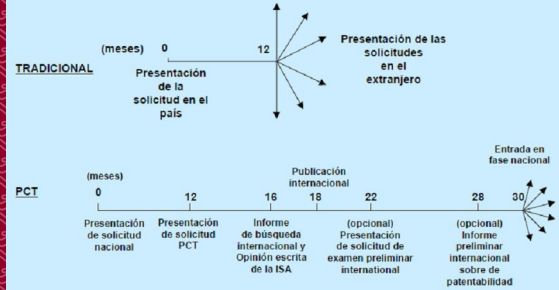 (meses) 0 12
TRADICIONAL
Presentación
de la
solicitud en el
país
Presentación de las
solicitudes
en el
extranjero
Entrada en
fase nacional
PCT
(meses)
Publicación
internacional
0 12 16 18 22 28 30
Presentación
de solicitud
nacional
Presentación
de solicitud
PCT
Informe
de búsqueda
internacional y
Opinión escrita
de la ISA
(opcional)
Presentación
de solicitud de
examen preliminar
international
(opcional)
Informe
preliminar
internacional
sobre de
patentabilidad